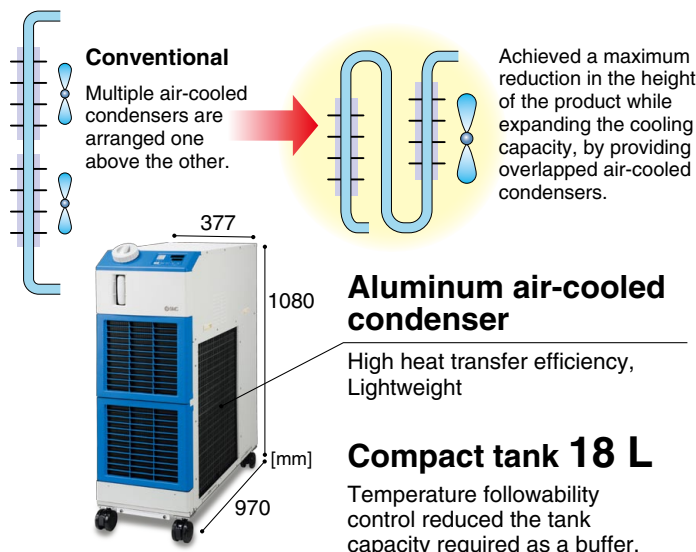 Conventional
Multiple air-cooled
condensers are
arranged one
above the other.
Achieved a maximum
reduction in the height
of the product while
expanding the cooling
capacity, by providing
overlapped air-cooled
condensers.
377
1080
[mm]
970
SMC
Aluminum air-cooled
condenser
High heat transfer efficiency,
Lightweight
Compact tank 18 L
Temperature followability
control reduced the tank
capacity required as a buffer.